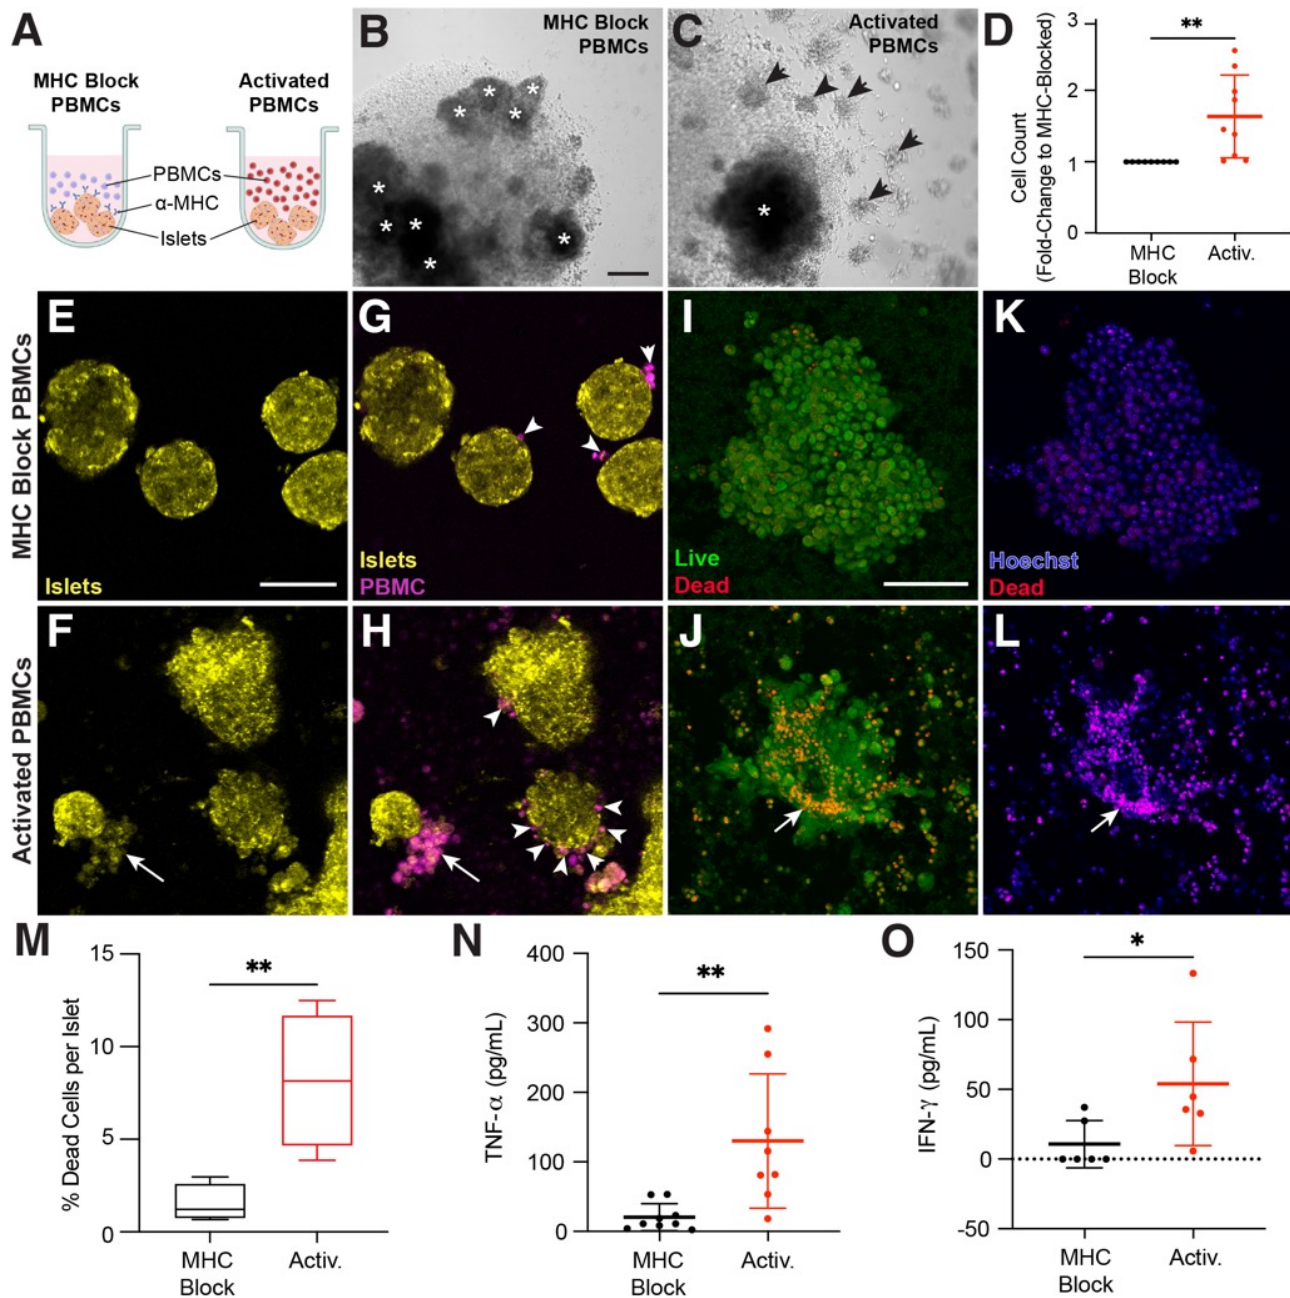 A
MHC Block
PBMCs
Activated
PBMCs
PBMCs
α-MHC
Islets
B
MHC Block
PBMCs
*
*
*
*
*
*
*
*
*
C
Activated
PBMCs
*
D
Cell Count
(Fold-Change to MHC-Blocked)
3
2
1
0
**
MHC
Block
Activ.
MHC Block PBMCs
E
Islets
G
Islets
PBMC
I
Live
Dead
K
Hoechst
Dead
Activated PBMCs
F
H
J
L
M
% Dead Cells per Islet
15
10
5
0
**
MHC
Block
Activ.
N
TNF-α (pg/mL)
400
300
200
100
0
**
MHC
Block
Activ.
O
IFN-γ (pg/mL)
150
100
50
0
-50
*
MHC
Block
Activ.